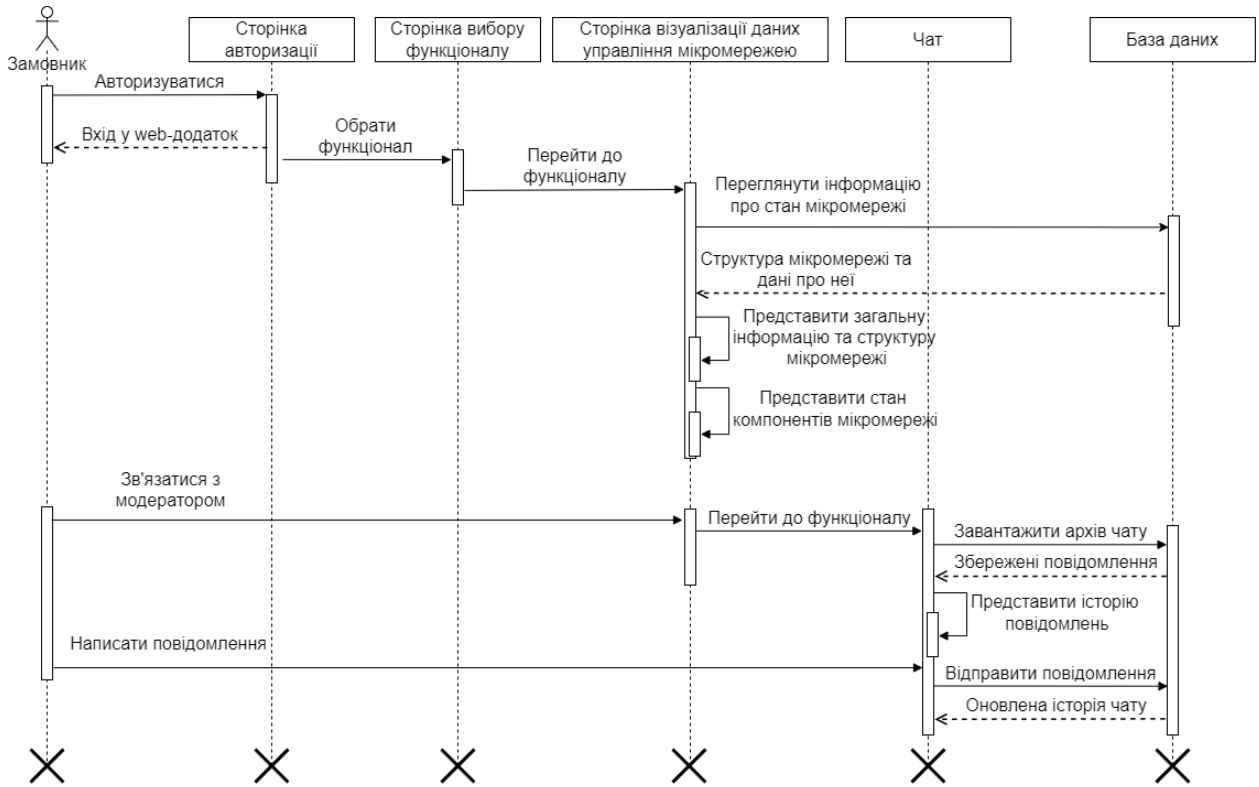 Замовник
Сторінка
авторизації
Сторінка вибору
функціоналу
Сторінка візуалізації даних
управління мікромережею
Чат
База даних
Авторизуватися
Вхід у web-додаток
Обрати
функціонал
Перейти до
функціоналу
Переглянути інформацію
про стан мікромережі
Структура мікромережі та
дані про неї
Представити загальну
інформацію та структуру
мікромережі
Представити стан
компонентів мікромережі
Зв'язатися з
модератором
Перейти до функціоналу
Завантажити архів чату
Збережені повідомлення
Представити історію
повідомлень
Написати повідомлення
Відправити повідомлення
Оновлена історія чату